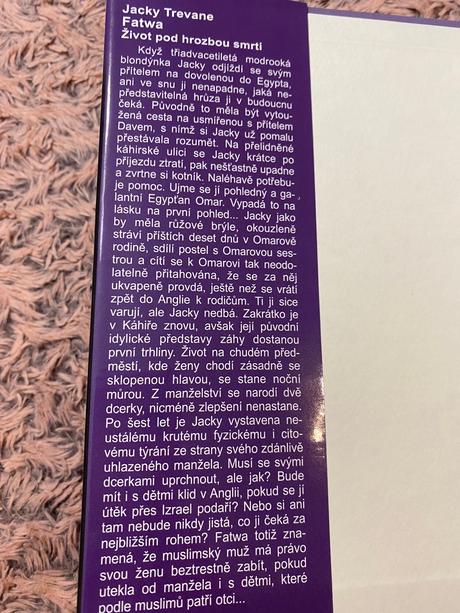 Jacky Trevane
Fatwa
Život pod hrozbou smrti
Když třiadvacetiletá modrooká
blondýnka Jacky odjíždí se svým
přítelem na dovolenou do Egypta,
ani ve snu ji nenapadne, jaká ne-
představitelná hrůza ji v budoucnu
čeká. Původně to měla být vytou-
žená cesta na usmířenou s přítelem
Davem, s nímž si Jacky už pomalu
přestávala rozumět. Na přelidněné
káhirské ulici se Jacky krátce po
příjezdu ztratí, pak nešťastně upadne
a zvrtne si kotník. Naléhavě potřebu-
je pomoc. Ujme se jí pohledný a ga-
lantní Egypťan Omar. Vypadá to na
lásku na první pohled... Jacky jako
by měla růžové brýle, okouzleně
stráví příštích deset dnů v Omarově
rodině, sdílí postel s Omarovou ses-
trou a cítí se k Omarovi tak neodo-
latelně přitahována, že se za něj
ukvapeně provdá, ještě než se vrátí
zpět do Anglie k rodičům. Ti ji sice
varují, ale Jacky nedbá. Zakrátko je
v Káhiře znovu, avšak její původní
idylické představy záhy dostanou
první trhliny. Život na chudém před-
městí, kde ženy chodí zásadně se
sklopenou hlavou, se stane noční
můrou. Z manželství se narodí dvě
dcerky, nicméně zlepšení nenastane.
Po šest let je Jacky vystavena ne-
ustálému krutému fyzickému i cito-
vému týrání ze strany svého zdánlivě
uhlazeného manžela. Musí se svými
dcerkami uprchnout, ale jak? Bude
mít i s dětmi klid v Anglii, pokud se jí
útěk přes Izrael podaří? Nebo si ani
tam nebude nikdy jistá, co ji čeká za
nejbližším rohem? Fatwa totiž zna-
mená, že muslimský muž má právo
svou ženu beztrestně zabít, pokud
utekla od manžela i s dětmi, které
podle muslimů patří otci...